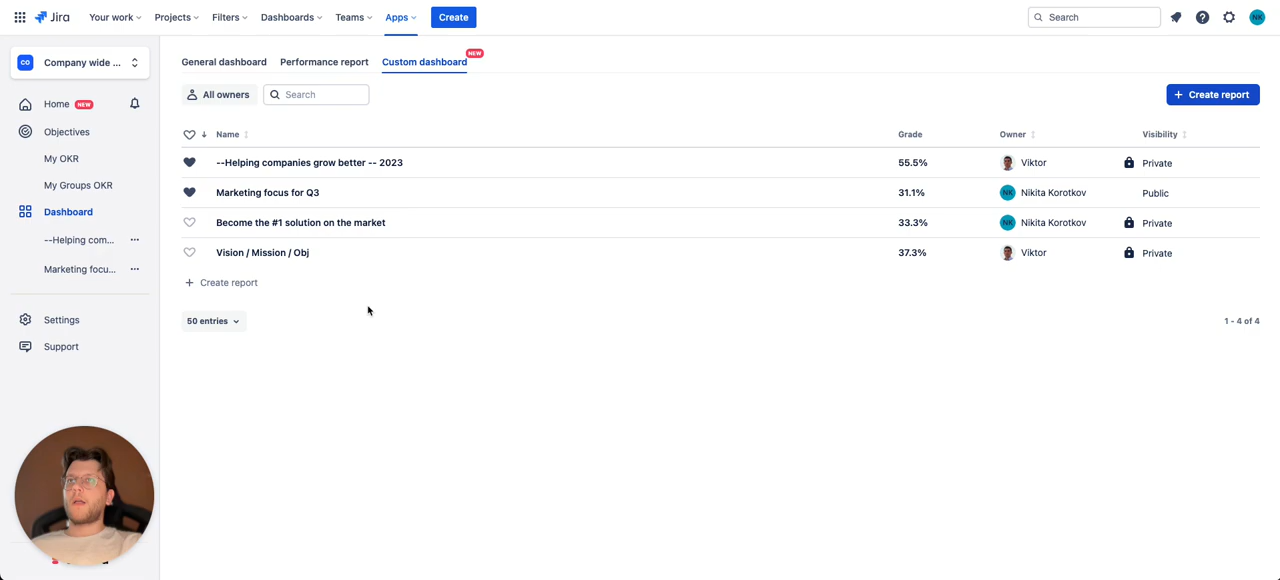 Jira Your work Projects Filters Dashboards Teams Apps Create Search NK
CO Company wide ...
Home NEW
Objectives
My OKR
My Groups OKR
Dashboard
--Helping com... ...
Marketing focu... ...
Settings
Support
General dashboard Performance report Custom dashboard NEW
All owners Search + Create report
Name Grade Owner Visibility
--Helping companies grow better -- 2023 55.5% Viktor Private
Marketing focus for Q3 31.1% NK Nikita Korotkov Public
Become the #1 solution on the market 33.3% NK Nikita Korotkov Private
Vision / Mission / Obj 37.3% Viktor Private
+ Create report
50 entries 1 - 4 of 4